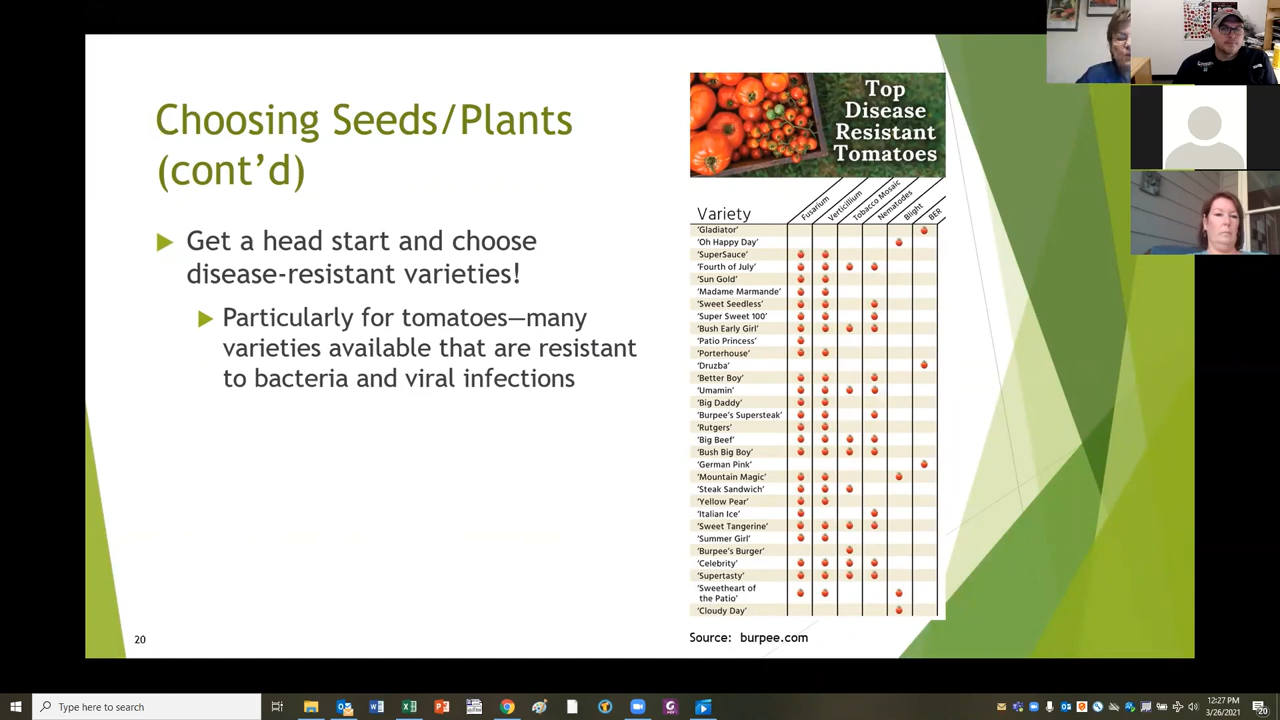 Choosing Seeds/Plants
(cont’d)
Get a head start and choose
disease-resistant varieties!
Particularly for tomatoes—many
varieties available that are resistant
to bacteria and viral infections
20
Top
Disease
Resistant
Tomatoes
Variety
Fusarium
Verticillium
Tobacco Mosaic
Nematodes
Blight
BER
‘Gladiator’
‘Oh Happy Day’
‘SuperSauce’
‘Fourth of July’
‘Sun Gold’
‘Madame Marmande’
‘Sweet Seedless’
‘Super Sweet 100’
‘Bush Early Girl’
‘Patio Princess’
‘Porterhouse’
‘Druzba’
‘Better Boy’
‘Umamin’
‘Big Daddy’
‘Burpee’s Supersteak’
‘Rutgers’
‘Big Beef’
‘Bush Big Boy’
‘German Pink’
‘Mountain Magic’
‘Steak Sandwich’
‘Yellow Pear’
‘Italian Ice’
‘Sweet Tangerine’
‘Summer Girl’
‘Burpee’s Burger’
‘Celebrity’
‘Supertasty’
‘Sweetheart of
the Patio’
‘Cloudy Day’
Source: burpee.com
Type here to search
12:27 PM
3/26/2021
20